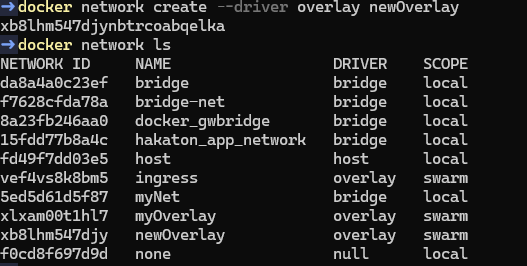 ➜docker network create --driver overlay newOverlay
xb8lhm547djynbtrcoabqelka
➜docker network ls
NETWORK ID     NAME                  DRIVER    SCOPE
da8a4a0c23ef   bridge                bridge    local
f7628cfda78a   bridge-net            bridge    local
8a23fb246aa0   docker_gwbridge       bridge    local
15fdd77b8a4c   hakaton_app_network   bridge    local
fd49f7dd03e5   host                  host      local
vef4vs8k8bm5   ingress               overlay   swarm
5ed5d61d5f87   myNet                 bridge    local
xlxam00t1hl7   myOverlay             overlay   swarm
xb8lhm547djy   newOverlay            overlay   swarm
f0cd8f697d9d   none                  null      local